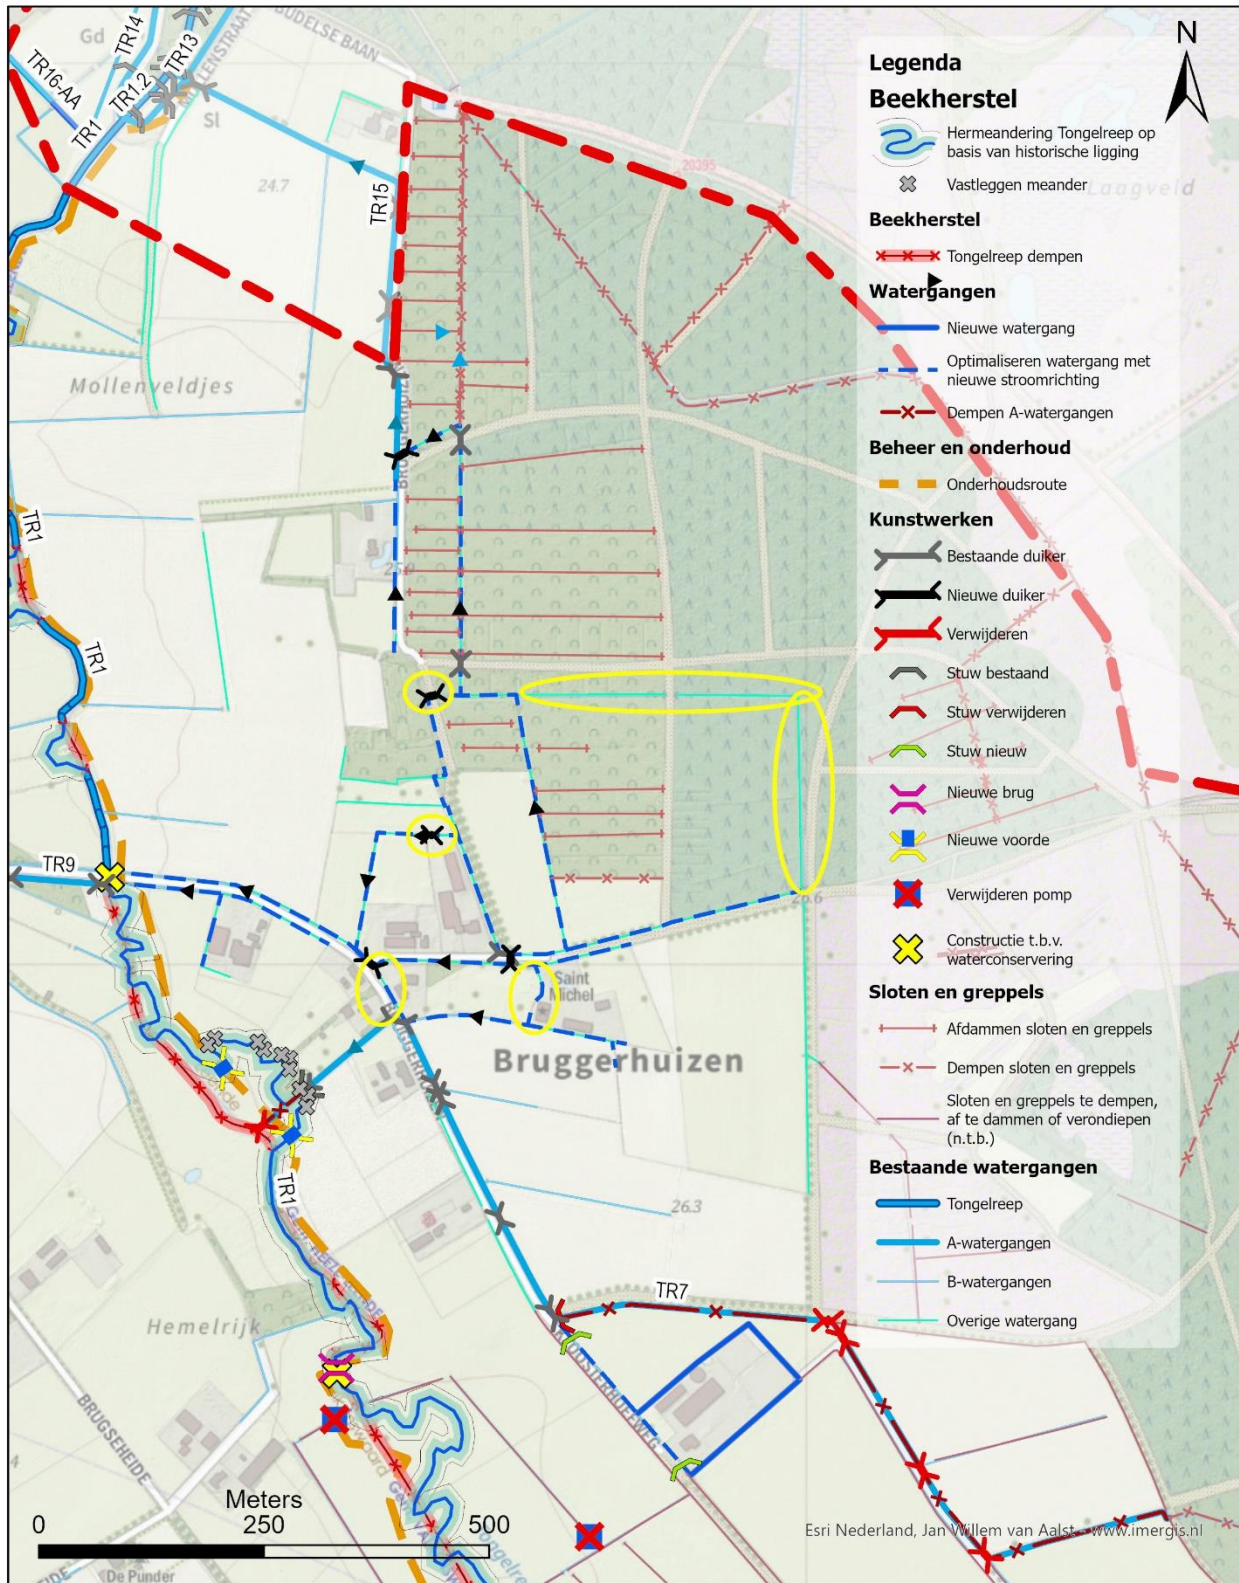 N
Legenda
Beekherstel
Hermeandering Tongelreep op
basis van historische ligging
Vastleggen meander
Beekherstel
Tongelreep dempen
Watergangen
Nieuwe watergang
Optimaliseren watergang met
nieuwe stroomrichting
Dempen A-watergangen
Beheer en onderhoud
Onderhoudsroute
Kunstwerken
Bestaande duiker
Nieuwe duiker
Verwijderen
Stuw bestaand
Stuw verwijderen
Stuw nieuw
Nieuwe brug
Nieuwe voorde
Verwijderen pomp
Constructie t.b.v.
waterconservering
Sloten en greppels
Afdammen sloten en greppels
Dempen sloten en greppels
Sloten en greppels te dempen,
af te dammen of verondiepen
(n.t.b.)
Bestaande watergangen
Tongelreep
A-watergangen
B-watergangen
Overige watergang
Gd
TR14
TR13
TR1.2
TR16-AA
TR1
BUDELSE BAAN
Sl
24.7
TR15
20395
Laagveld
Mollenveldjes
TR1
TR1
TR9
Saint
Michel
Bruggerhuizen
TR1
26.3
TR7
Hemelrijk
BRUGSEHEIDE
Meters
0 250 500
De Punder
Esri Nederland, Jan Willem van Aalst - www.imergis.nl